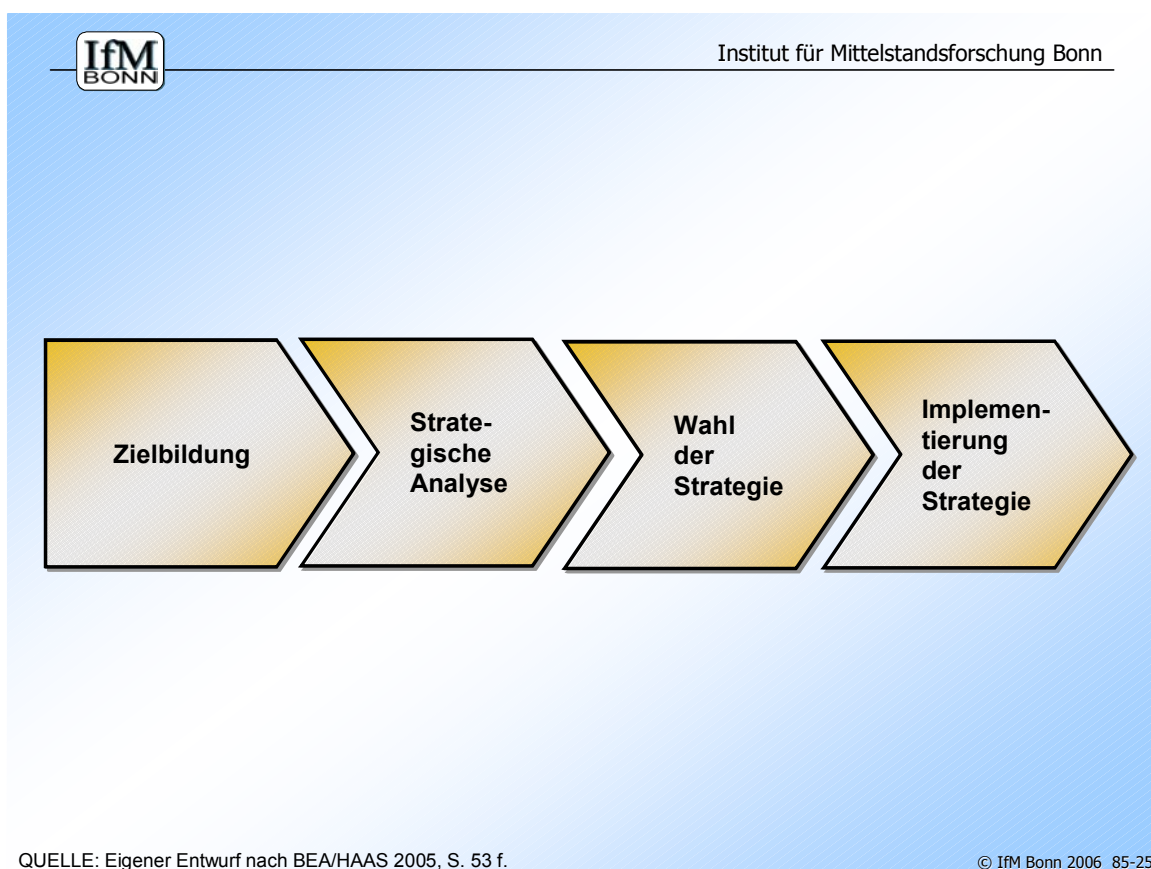 IfM
BONN
Institut für Mittelstandsforschung Bonn
Zielbildung
Strate-
gische
Analyse
Wahl
der
Strategie
Implemen-
tierung
der
Strategie
QUELLE: Eigener Entwurf nach BEA/HAAS 2005, S. 53 f.
© IfM Bonn 2006 85-25